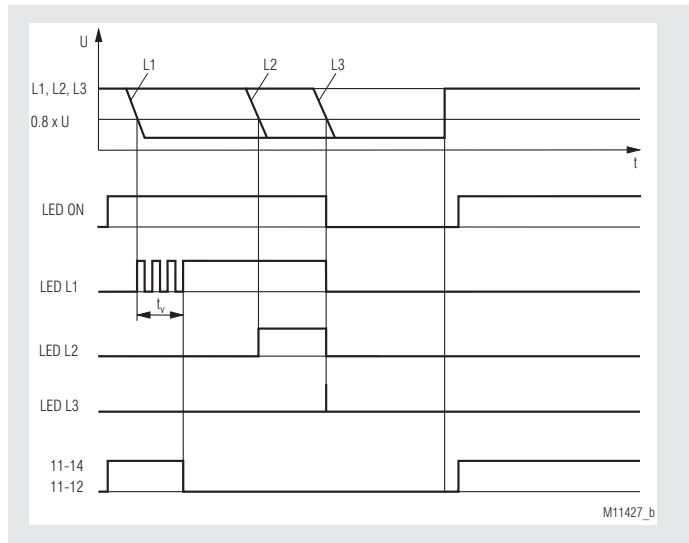 U
L1 L2 L3
L1, L2, L3
0.8 x U
t
LED ON
LED L1
tv
LED L2
LED L3
11-14
11-12
M11427_b